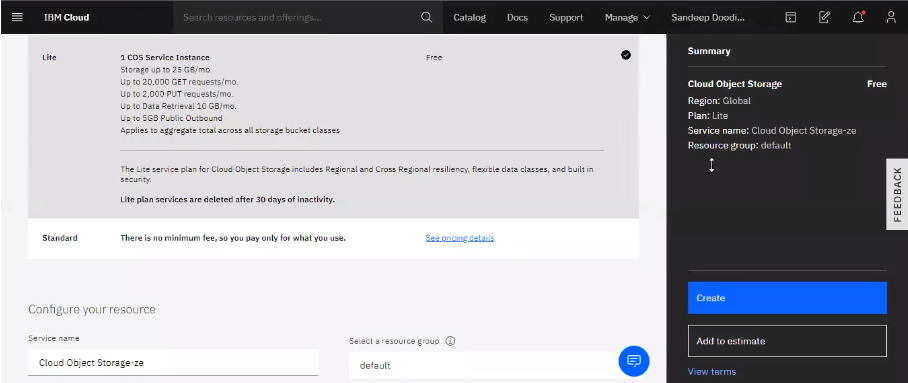 IBM Cloud
Search resources and offerings...
Catalog
Docs
Support
Manage
Sandeep Doodi...
Lite
1 COS Service Instance
Free
Storage up to 25 GB/mo.
Up to 20,000 GET requests/mo.
Up to 2,000 PUT requests/mo.
Up to Data Retrieval 10 GB/mo.
Up to 5GB Public Outbound
Applies to aggregate total across all storage bucket classes
The Lite service plan for Cloud Object Storage includes Regional and Cross Regional resiliency, flexible data classes, and built in
security.
Lite plan services are deleted after 30 days of inactivity.
Standard
There is no minimum fee, so you pay only for what you use.
See pricing details
Configure your resource
Service name
Cloud Object Storage-ze
Select a resource group
default
Summary
Cloud Object Storage
Free
Region: Global
Plan: Lite
Service name: Cloud Object Storage-ze
Resource group: default
FEEDBACK
Create
Add to estimate
View terms